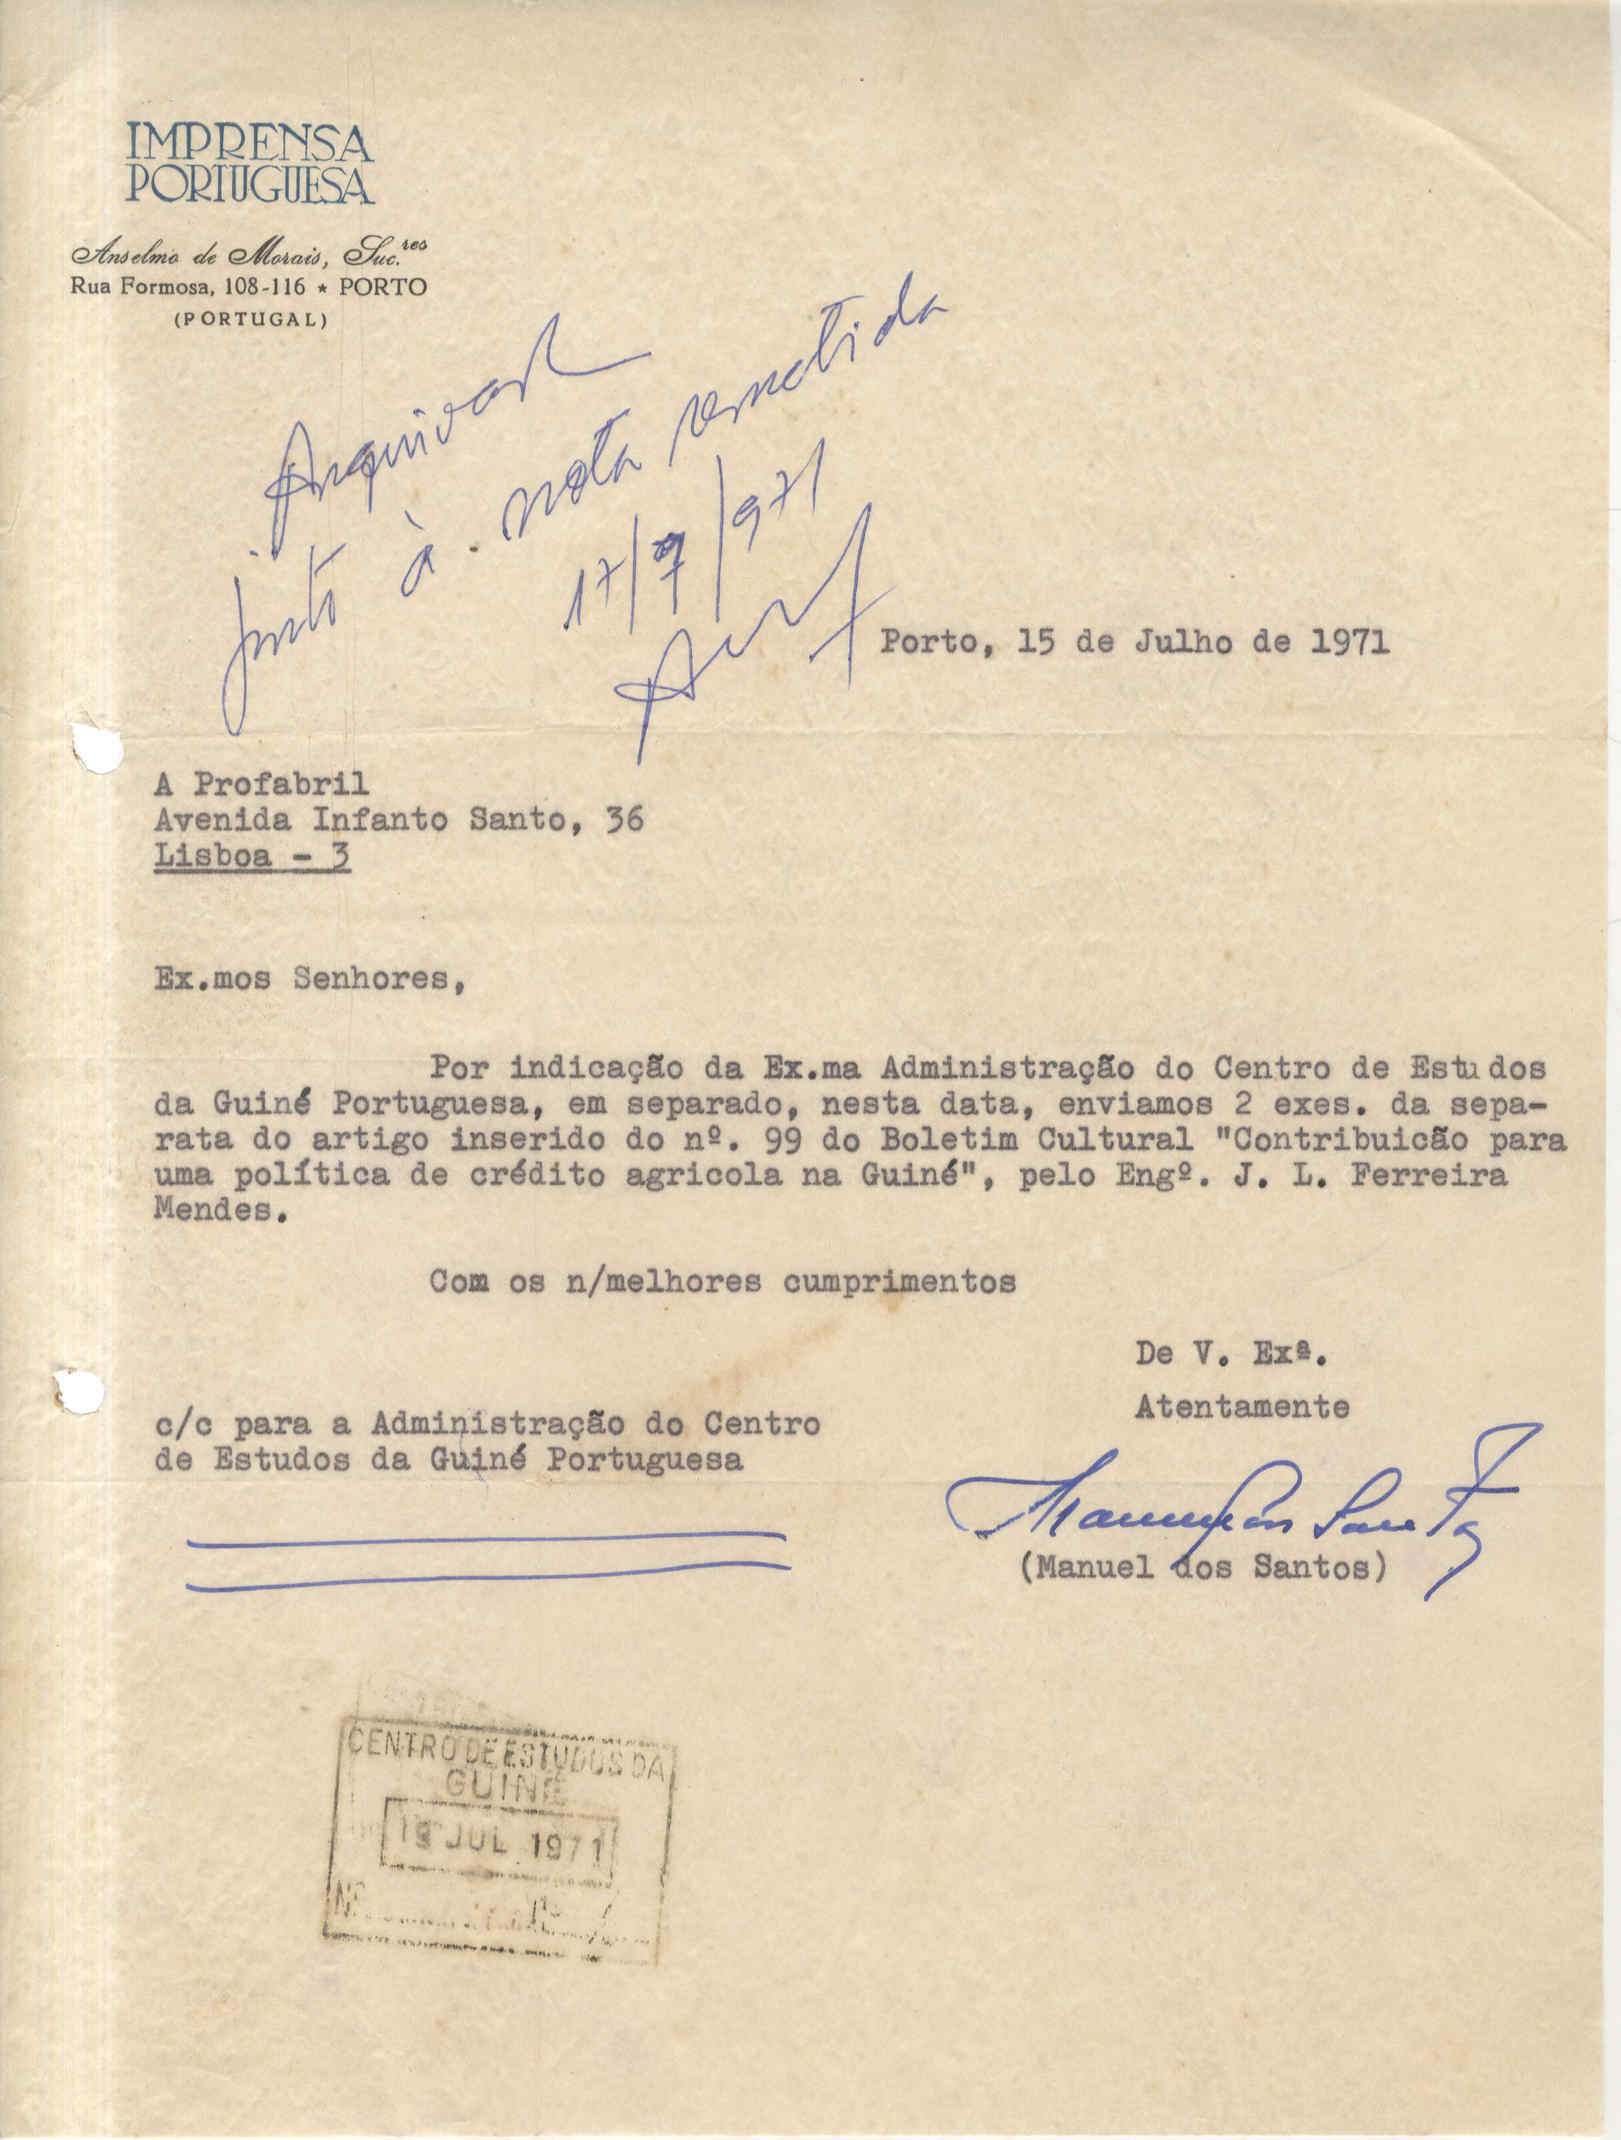 IMPRENSA
PORTUGUESA
Anselmo de Morais, Suc.res
Rua Formosa, 108-116 * PORTO
(PORTUGAL)
Arquivar
junto à nota remetida
17/7/971
Porto, 15 de Julho de 1971
A Profabril
Avenida Infanto Santo, 36
Lisboa - 3
Ex.mos Senhores,
Por indicação da Ex.ma Administração do Centro de Estudos
da Guiné Portuguesa, em separado, nesta data, enviamos 2 exes. da sepa-
rata do artigo inserido do nº. 99 do Boletim Cultural "Contribuicão para
uma política de crédito agricola na Guiné", pelo Engº. J. L. Ferreira
Mendes.
Com os n/melhores cumprimentos
De V. Exª.
Atentamente
c/c para a Administração do Centro
de Estudos da Guiné Portuguesa
(Manuel dos Santos)
CENTRO DE ESTUDOS DA
GUINÉ
19 JUL 1971
Nº